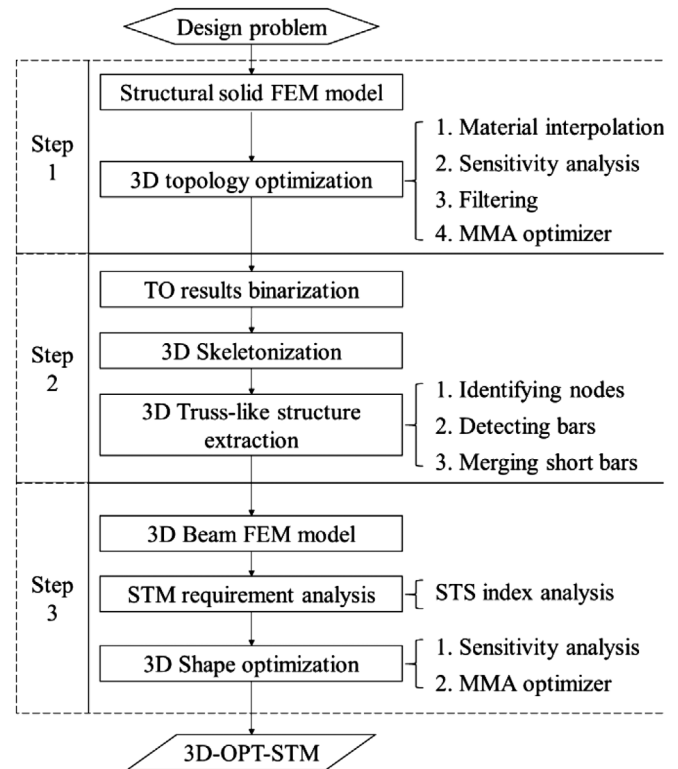 Design problem
Step
1
Structural solid FEM model
3D topology optimization
1. Material interpolation
2. Sensitivity analysis
3. Filtering
4. MMA optimizer
Step
2
TO results binarization
3D Skeletonization
3D Truss-like structure
extraction
1. Identifying nodes
2. Detecting bars
3. Merging short bars
Step
3
3D Beam FEM model
STM requirement analysis
STS index analysis
3D Shape optimization
1. Sensitivity analysis
2. MMA optimizer
3D-OPT-STM